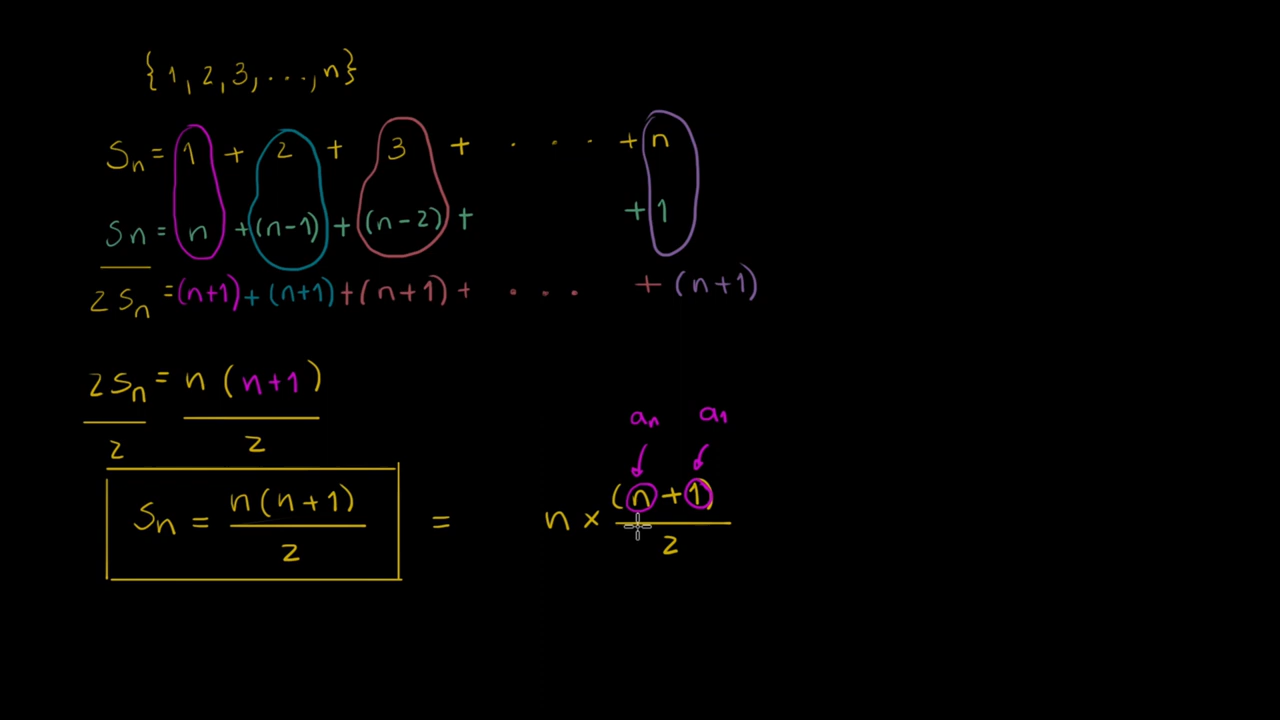 {1, 2, 3, ..., n}
Sn = 1 + 2 + 3 + . . . + n
Sn = n + (n-1) + (n-2) + + 1
2Sn = (n+1) + (n+1) + (n+1) + . . . + (n+1)
2Sn = n (n+1)
2 2
an a1
Sn = n(n+1) = n × (n+1)
2 2